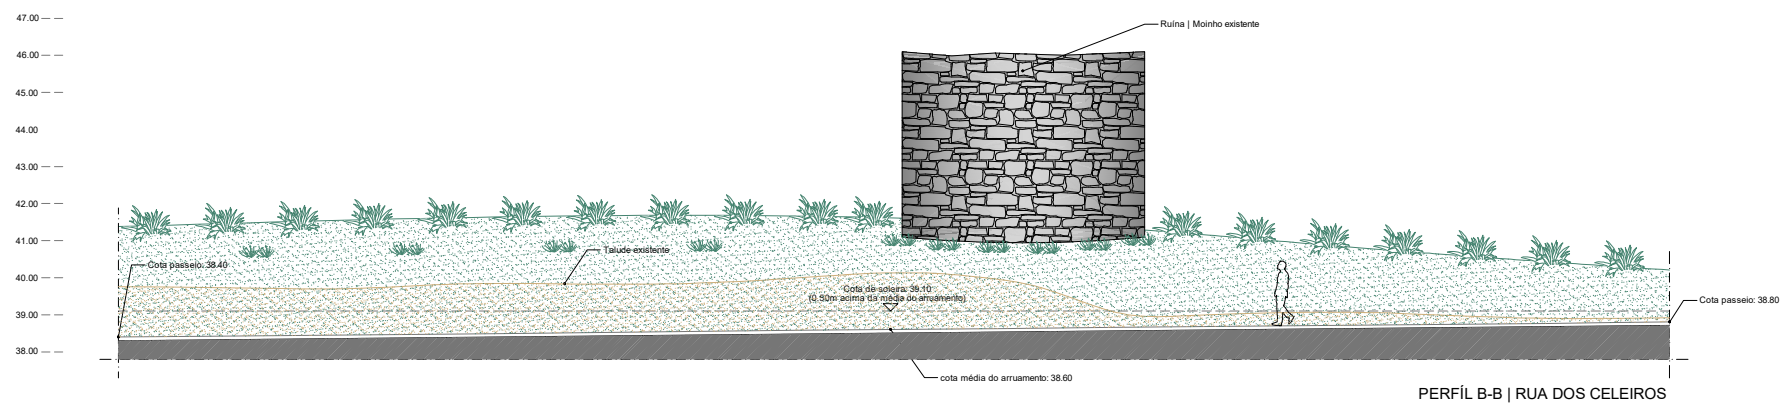 47.00
Ruína | Moinho existente
46.00
45.00
44.00
43.00
42.00
41.00
Talude existente
Cota passeio: 38.40
40.00
Cota de soleira: 39.10
(0.50m acima da média do arruamento)
Cota passeio: 38.80
39.00
38.00
cota média do arruamento: 38.60
PERFÍL B-B | RUA DOS CELEIROS